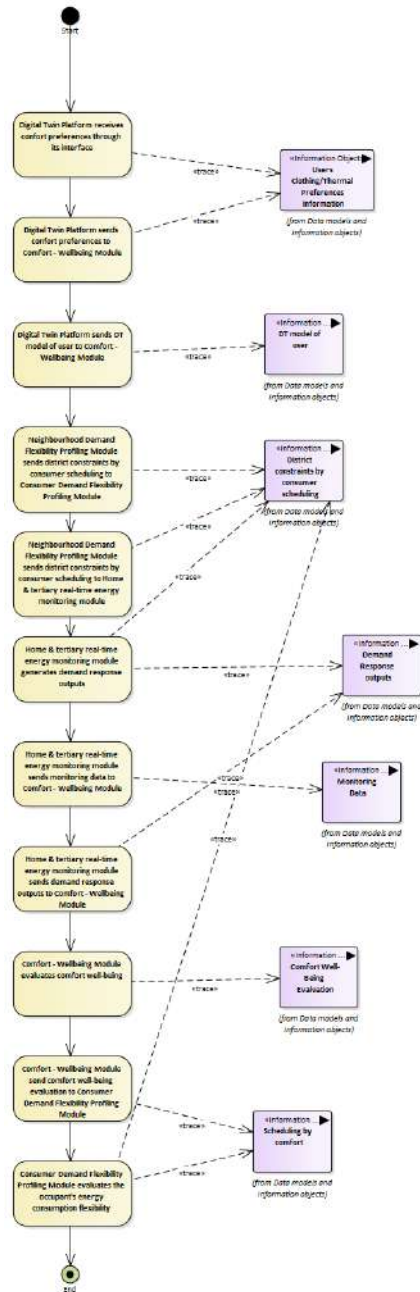 Start
Digital Twin Platform receives
comfort preferences through
its interface
«Information Object»
Users
Clothing/Thermal
Preferences
Information
(from Data models and
information objects)
«trace»
«trace»
Digital Twin Platform sends
comfort preferences to
Comfort - Wellbeing Module
Digital Twin Platform sends DT
model of user to Comfort -
Wellbeing Module
«trace»
«Information ...
DT model of
user
(from Data models and
information objects)
Neighbourhood Demand
Flexibility Profiling Module
sends district constraints by
consumer scheduling to
Consumer Demand Flexibility
Profiling Module
«trace»
«Information ...
District
constraints by
consumer
scheduling
(from Data models and
information objects)
Neighbourhood Demand
Flexibility Profiling Module
sends district constraints by
consumer scheduling to Home
& tertiary real-time energy
monitoring module
«trace»
«trace»
Home & tertiary real-time
energy monitoring module
generates demand response
outputs
«trace»
«Information ...
Demand
Response
outputs
(from Data models and
information objects)
Home & tertiary real-time
energy monitoring module
sends monitoring data to
Comfort - Wellbeing Module
«trace»
«trace»
«trace»
«Information ...
Monitoring
Data
(from Data models and
information objects)
Home & tertiary real-time
energy monitoring module
sends demand response
outputs to Comfort - Wellbeing
Module
Comfort - Wellbeing Module
evaluates comfort well-being
«trace»
«Information ...
Comfort Well-
Being
Evaluation
(from Data models and
information objects)
Comfort - Wellbeing Module
send comfort well-being
evaluation to Consumer
Demand Flexibility Profiling
Module
«trace»
«Information ...
Scheduling by
comfort
(from Data models and
information objects)
Consumer Demand Flexibility
Profiling Module evaluates the
occupant's energy
consumption flexibility
«trace»
End